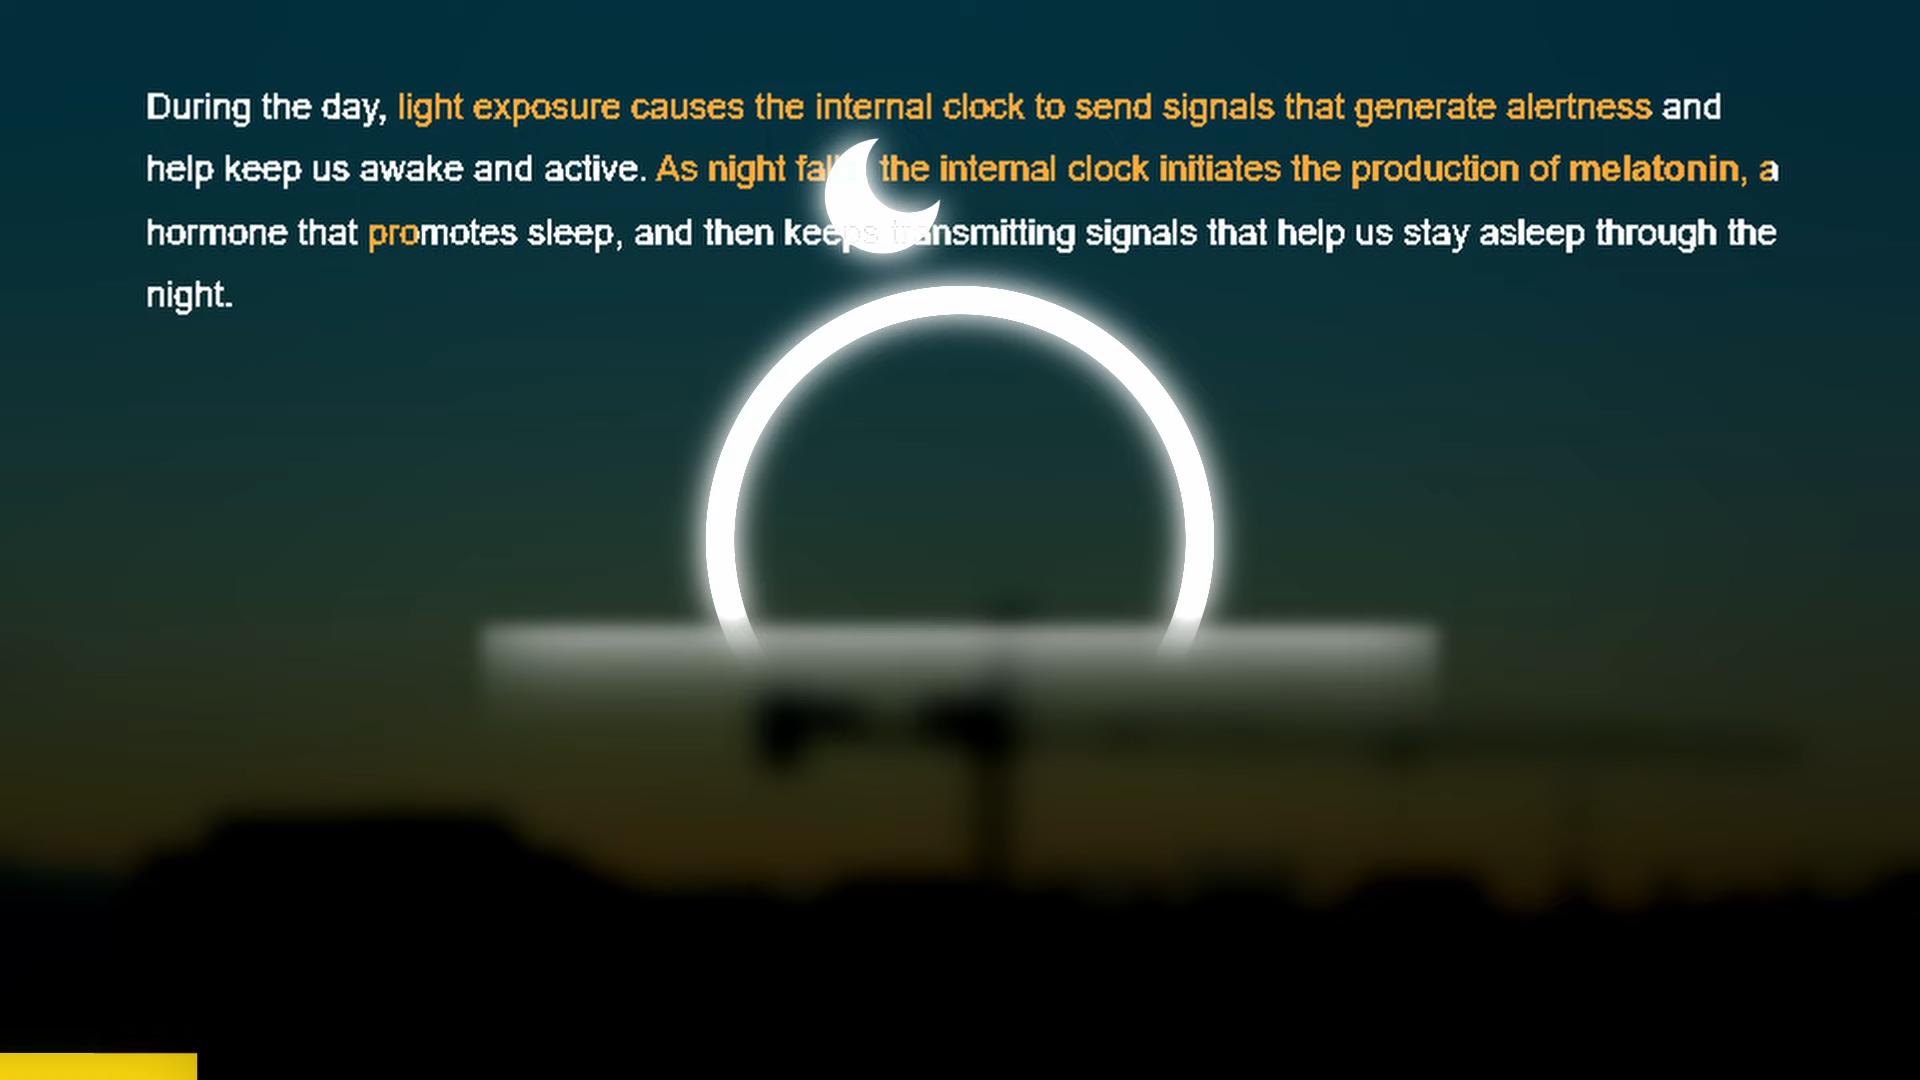 During the day, light exposure causes the internal clock to send signals that generate alertness and
help keep us awake and active. As night the internal clock initiates the production of melatonin, a
hormone that promotes sleep, and then keeps transmitting signals that help us stay asleep through the
night.